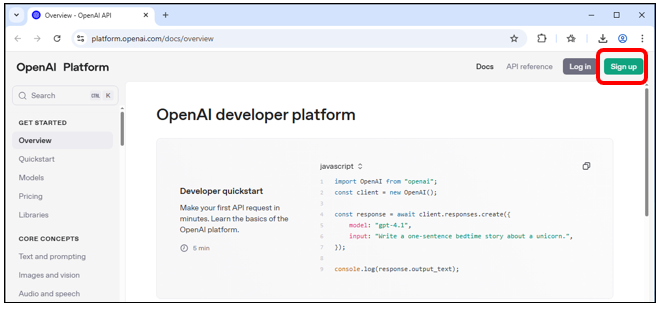 Overview - OpenAI API
platform.openai.com/docs/overview
OpenAI Platform
Docs API reference Log in Sign up
Search CTRL K
GET STARTED
Overview
Quickstart
Models
Pricing
Libraries
CORE CONCEPTS
Text and prompting
Images and vision
Audio and speech
OpenAI developer platform
Developer quickstart
Make your first API request in
minutes. Learn the basics of the
OpenAI platform.
5 min
javascript
1 import OpenAI from "openai";
2 const client = new OpenAI();
3
4 const response = await client.responses.create({
5 model: "gpt-4.1",
6 input: "Write a one-sentence bedtime story about a unicorn.",
7 });
8
9 console.log(response.output_text);